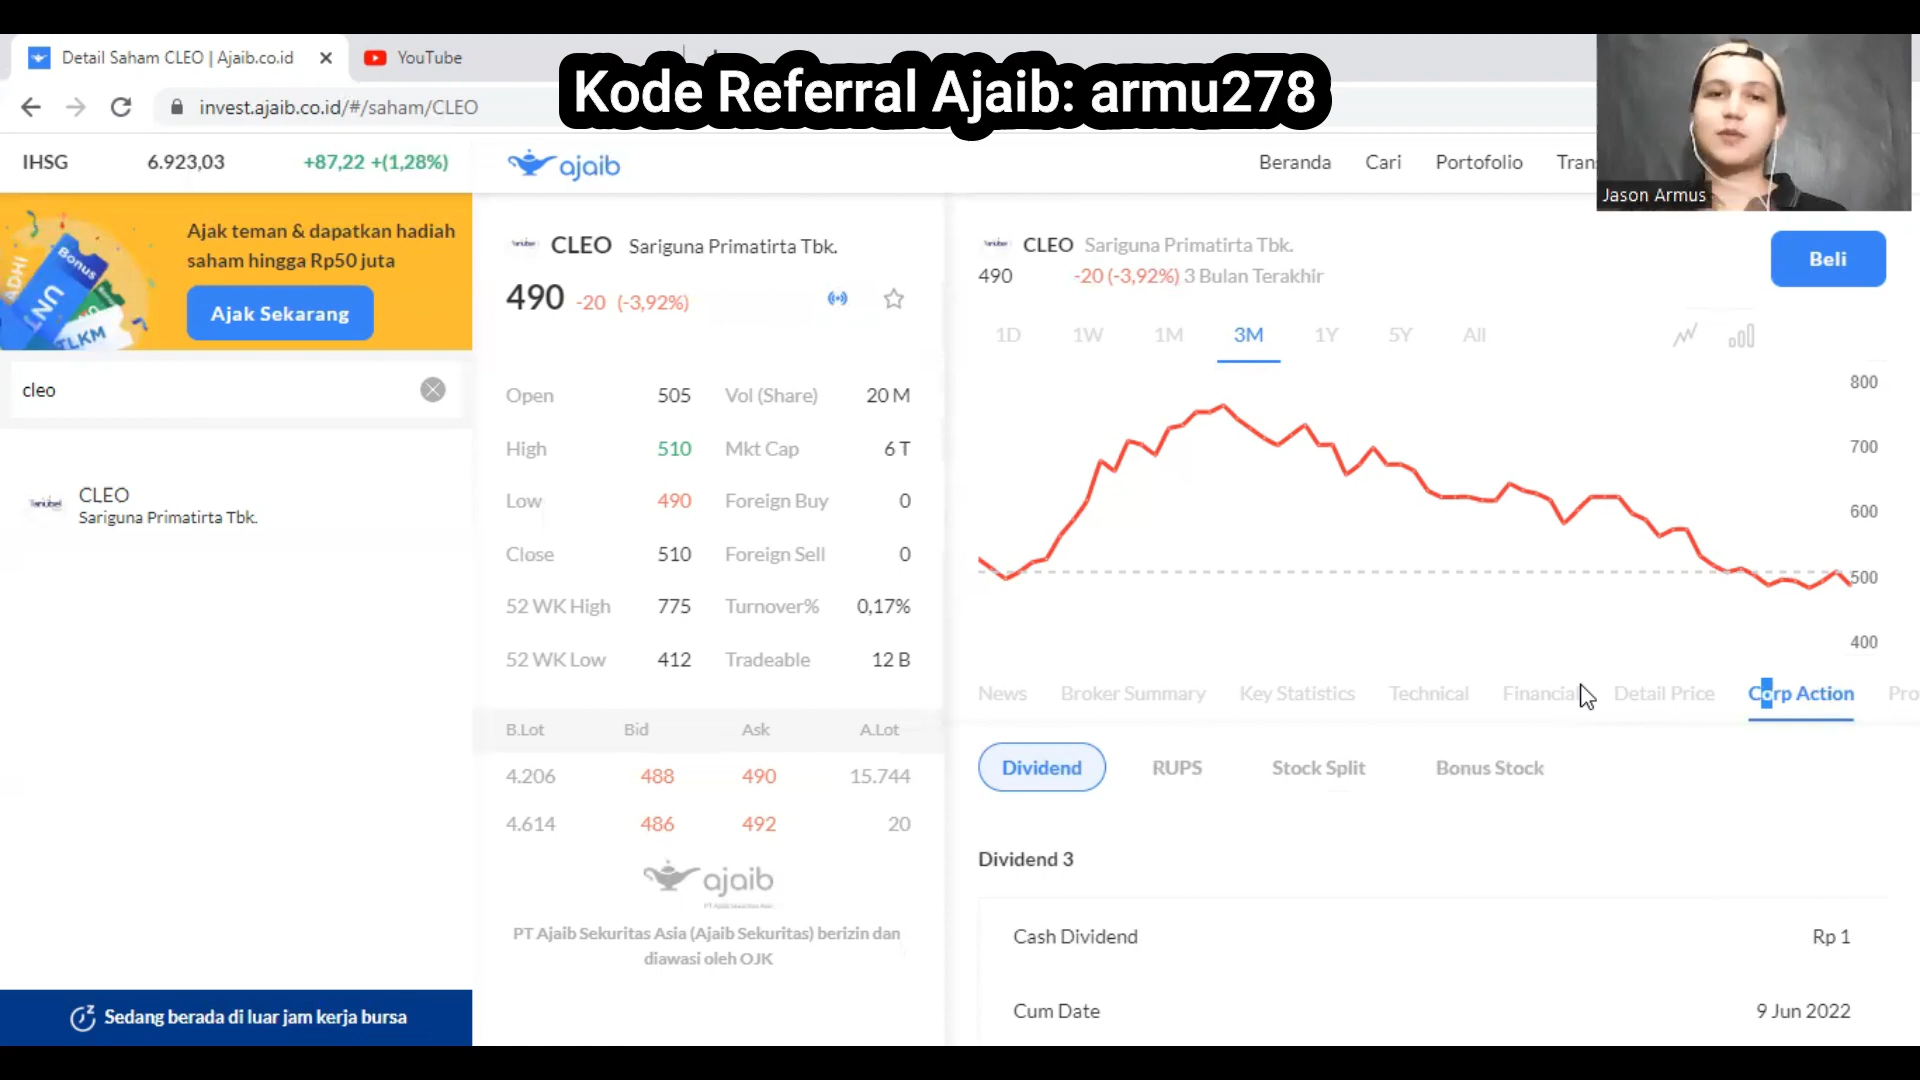 Detail Saham CLEO | Ajaib.co.id
YouTube
Kode Referral Ajaib: armu278
invest.ajaib.co.id/#/saham/CLEO
IHSG 6.923,03 +87,22 +(1,28%)
ajaib
Beranda Cari Portofolio Tran
Jason Armus
Ajak teman & dapatkan hadiah
saham hingga Rp50 juta
Ajak Sekarang
ADHI
Bonus
UN
TLKM
cleo
CLEO
Sariguna Primatirta Tbk.
Sedang berada di luar jam kerja bursa
CLEO Sariguna Primatirta Tbk.
490 -20 (-3,92%)
Open 505 Vol (Share) 20 M
High 510 Mkt Cap 6 T
Low 490 Foreign Buy 0
Close 510 Foreign Sell 0
52 WK High 775 Turnover% 0,17%
52 WK Low 412 Tradeable 12 B
B.Lot Bid Ask A.Lot
4.206 488 490 15.744
4.614 486 492 20
ajaib
PT Ajaib Sekuritas Asia (Ajaib Sekuritas) berizin dan
diawasi oleh OJK
CLEO Sariguna Primatirta Tbk.
490 -20 (-3,92%) 3 Bulan Terakhir
Beli
1D 1W 1M 3M 1Y 5Y All
800
700
600
500
400
News Broker Summary Key Statistics Technical Financial Detail Price Corp Action Pro
Dividend RUPS Stock Split Bonus Stock
Dividend 3
Cash Dividend Rp 1
Cum Date 9 Jun 2022